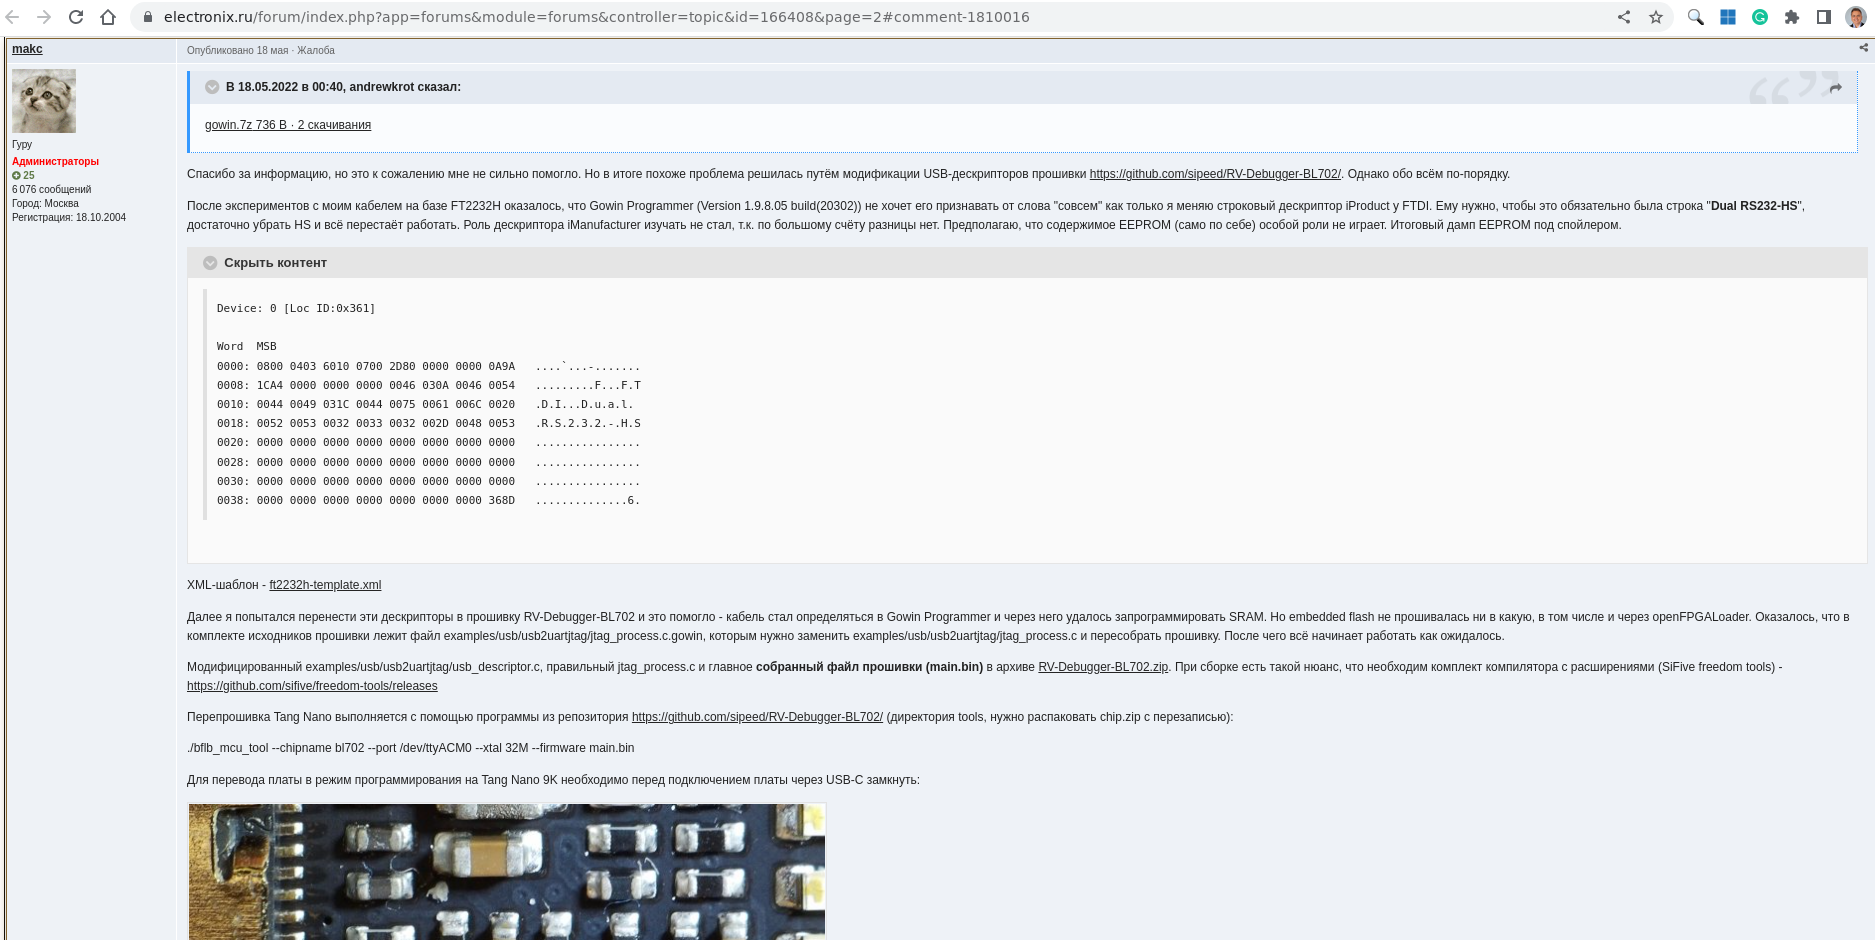 electronix.ru/forum/index.php?app=forums&module=forums&controller=topic&id=166408&page=2#comment-1810016
makc
Опубликовано 18 мая · Жалоба
В 18.05.2022 в 00:40, andrewkrot сказал:
gowin.7z 736 B · 2 скачивания
Гуру
Администраторы
25
6 076 сообщений
Город: Москва
Регистрация: 18.10.2004
Спасибо за информацию, но это к сожалению мне не сильно помогло. Но в итоге похоже проблема решилась путём модификации USB-дескрипторов прошивки https://github.com/sipeed/RV-Debugger-BL702/. Однако обо всём по-порядку.
После экспериментов с моим кабелем на базе FT2232H оказалось, что Gowin Programmer (Version 1.9.8.05 build(20302)) не хочет его признавать от слова "совсем" как только я меняю строковый дескриптор iProduct у FTDI. Ему нужно, чтобы это обязательно была строка "Dual RS232-HS",
достаточно убрать HS и всё перестаёт работать. Роль дескриптора iManufacturer изучать не стал, т.к. по большому счёту разницы нет. Предполагаю, что содержимое EEPROM (само по себе) особой роли не играет. Итоговый дамп EEPROM под спойлером.
Скрыть контент
Device: 0 [Loc ID:0x361]
Word  MSB
0000: 0800 0403 6010 0700 2D80 0000 0000 0A9A   ....`...-.......
0008: 1CA4 0000 0000 0000 0046 030A 0046 0054   .........F...F.T
0010: 0044 0049 031C 0044 0075 0061 006C 0020   .D.I...D.u.a.l.
0018: 0052 0053 0032 0033 0032 002D 0048 0053   .R.S.2.3.2.-.H.S
0020: 0000 0000 0000 0000 0000 0000 0000 0000   ................
0028: 0000 0000 0000 0000 0000 0000 0000 0000   ................
0030: 0000 0000 0000 0000 0000 0000 0000 0000   ................
0038: 0000 0000 0000 0000 0000 0000 0000 368D   ..............6.
XML-шаблон - ft2232h-template.xml
Далее я попытался перенести эти дескрипторы в прошивку RV-Debugger-BL702 и это помогло - кабель стал определяться в Gowin Programmer и через него удалось запрограммировать SRAM. Но embedded flash не прошивалась ни в какую, в том числе и через openFPGALoader. Оказалось, что в
комплекте исходников прошивки лежит файл examples/usb/usb2uartjtag/jtag_process.c.gowin, которым нужно заменить examples/usb/usb2uartjtag/jtag_process.c и пересобрать прошивку. После чего всё начинает работать как ожидалось.
Модифицированный examples/usb/usb2uartjtag/usb_descriptor.c, правильный jtag_process.c и главное собранный файл прошивки (main.bin) в архиве RV-Debugger-BL702.zip. При сборке есть такой нюанс, что необходим комплект компилятора с расширениями (SiFive freedom tools) -
https://github.com/sifive/freedom-tools/releases
Перепрошивка Tang Nano выполняется с помощью программы из репозитория https://github.com/sipeed/RV-Debugger-BL702/ (директория tools, нужно распаковать chip.zip с перезаписью):
./bflb_mcu_tool --chipname bl702 --port /dev/ttyACM0 --xtal 32M --firmware main.bin
Для перевода платы в режим программирования на Tang Nano 9K необходимо перед подключением платы через USB-C замкнуть: